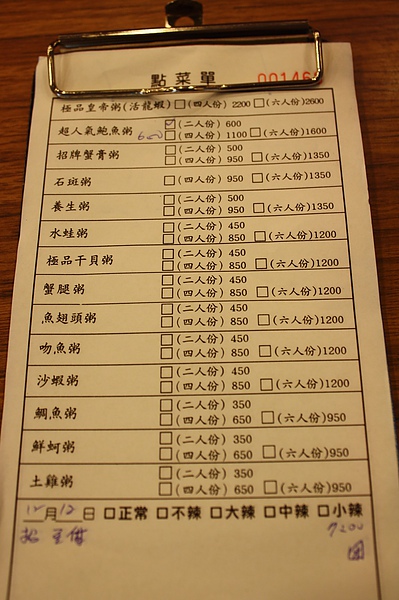 點菜單 00146
極品皇帝粥(活龍蝦) □(四人份) 2200 □(六人份)2600
超人氣鮑魚粥 600 ☑(二人份) 600
□(四人份) 1100 □(六人份)1600
招牌蟹膏粥 □(二人份) 500
□(四人份) 950 □(六人份)1350
石斑粥 □(四人份) 950 □(六人份)1350
養生粥 □(二人份) 500
□(四人份) 950 □(六人份)1350
水蛙粥 □(二人份) 450
□(四人份) 850 □(六人份)1200
極品干貝粥 □(二人份) 450
□(四人份) 850 □(六人份)1200
蟹腿粥 □(二人份) 450
□(四人份) 850 □(六人份)1200
魚翅頭粥 □(二人份) 450
□(四人份) 850 □(六人份)1200
吻魚粥 □(二人份) 450
□(四人份) 850 □(六人份)1200
沙蝦粥 □(二人份) 450
□(四人份) 850 □(六人份)1200
鯛魚粥 □(二人份) 350
□(四人份) 650 □(六人份)950
鮮蚵粥 □(二人份) 350
□(四人份) 650 □(六人份)950
土雞粥 □(二人份) 350
□(四人份) 650 □(六人份)950
12月12日 □正常 □不辣 □大辣 □中辣 □小辣